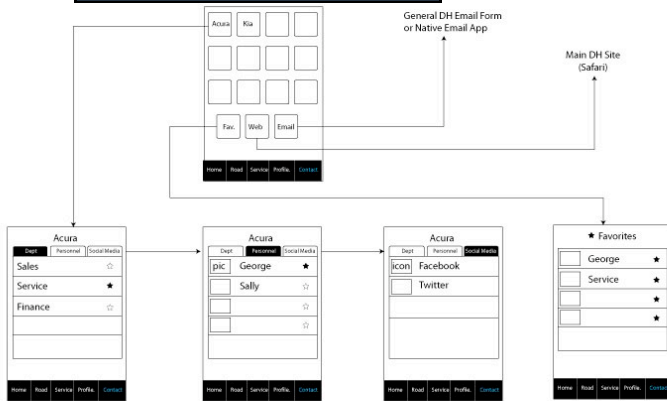 General DH Email Form
or Native Email App
Acura Kia
Main DH Site
(Safari)
Fav. Web Email
Home Road Service Profile. Contact
Acura
Dept Personnel Social Media
Sales
Service
Finance
Home Road Service Profile. Contact
Acura
Dept Personnel Social Media
pic George
Sally
Home Road Service Profile. Contact
Acura
Dept Personnel Social Media
icon Facebook
Twitter
Home Road Service Profile. Contact
★ Favorites
George ★
Service ★
Home Road Service Profile. Contact